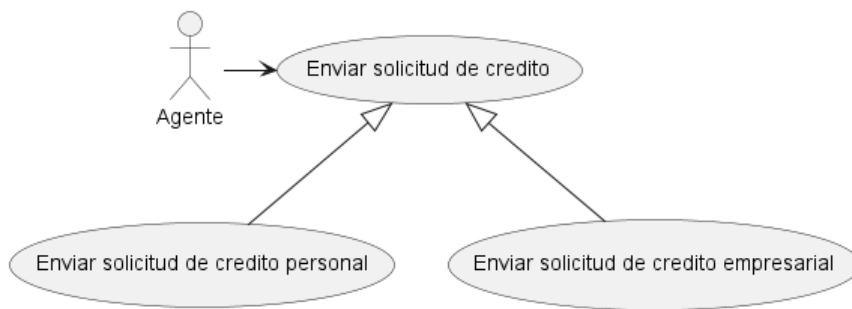 Enviar solicitud de credito
Agente
Enviar solicitud de credito personal
Enviar solicitud de credito empresarial